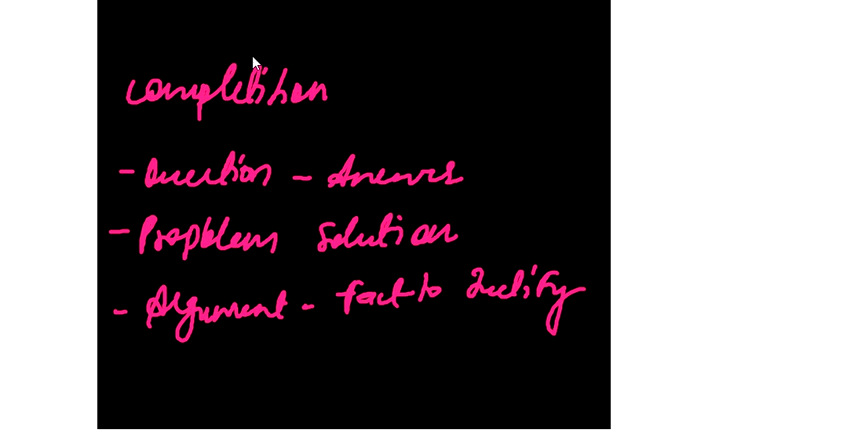 Completion
- Question - Answer
- Problem Solution
- Argument - fact to Justify